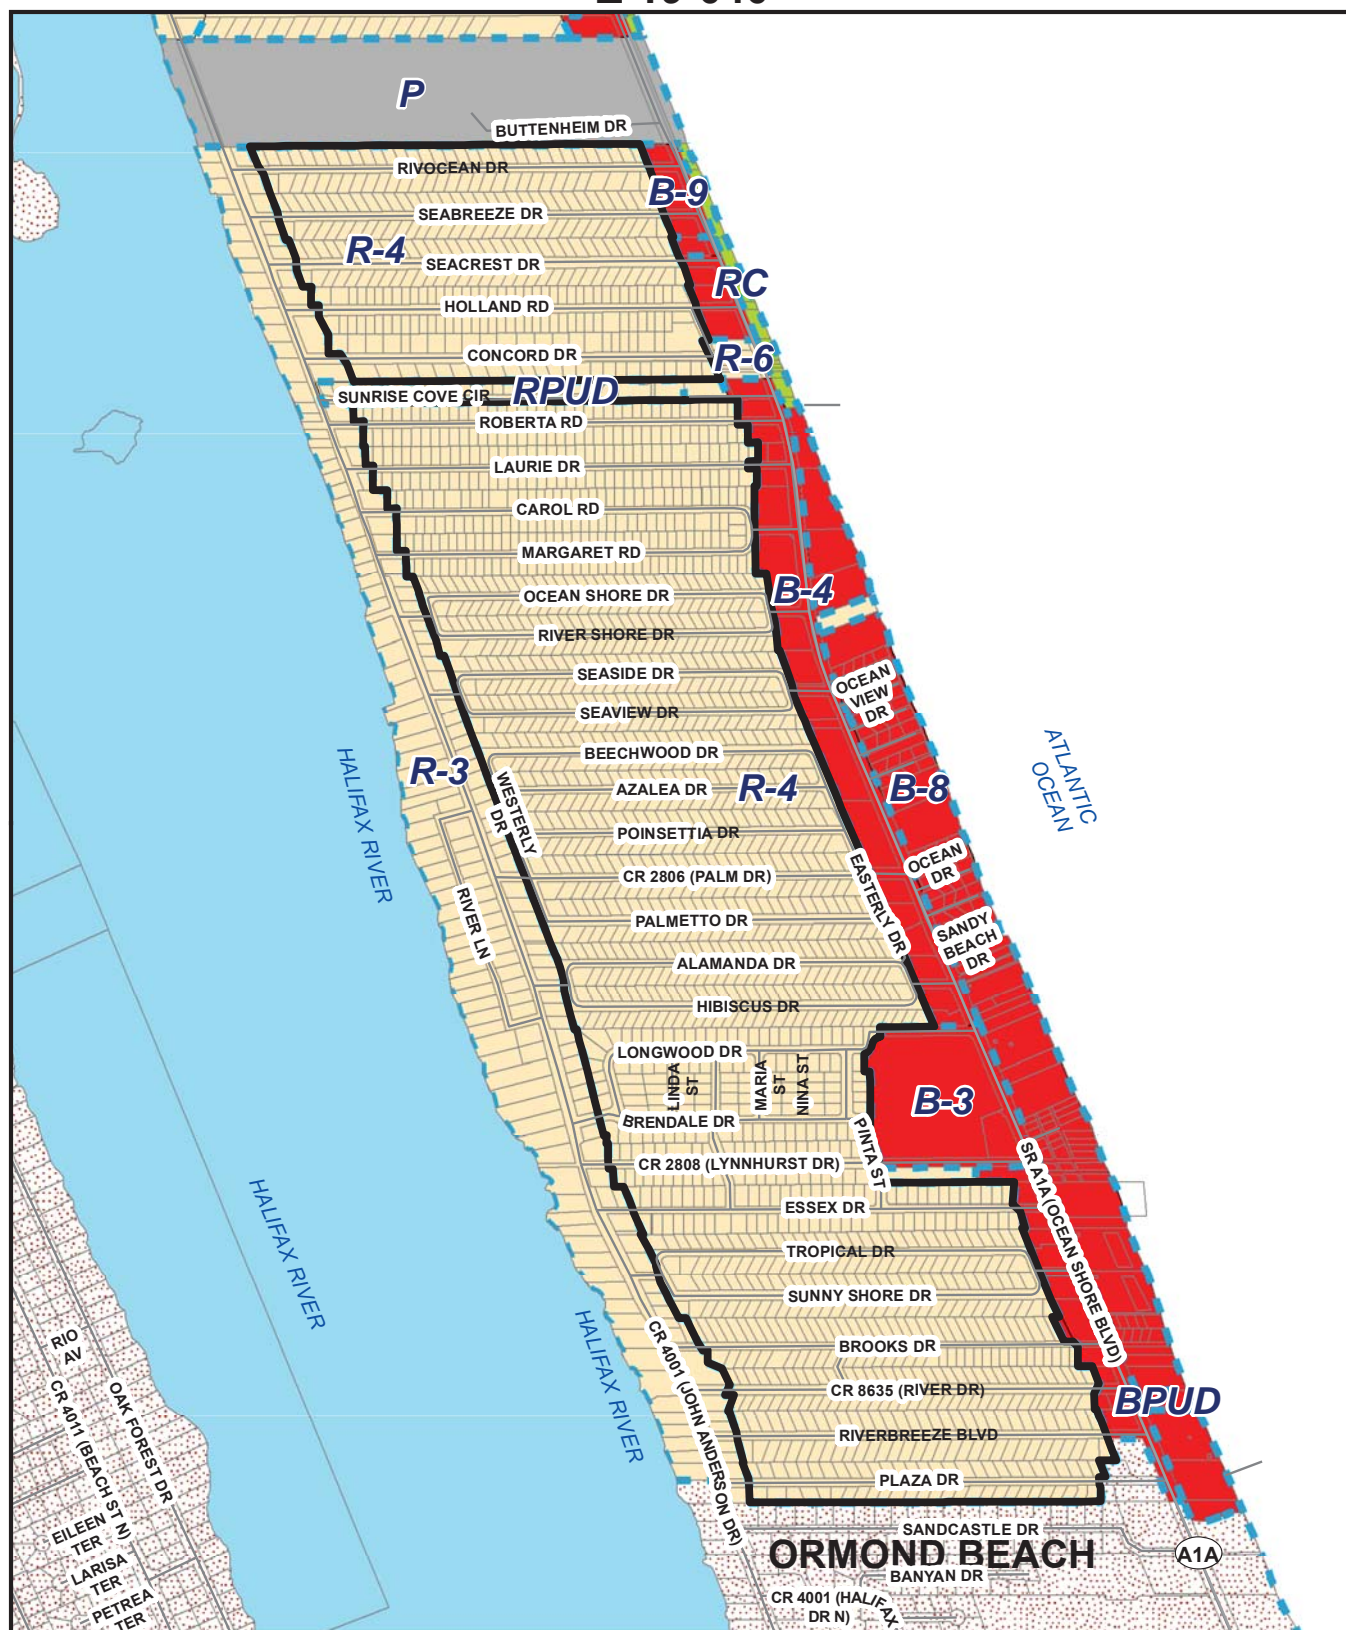 P
BUTTENHEIM DR
RIVOCEAN DR
B-9
SEABREEZE DR
R-4
SEACREST DR
RC
HOLLAND RD
CONCORD DR
R-6
SUNRISE COVE CIR
RPUD
ROBERTA RD
LAURIE DR
CAROL RD
MARGARET RD
OCEAN SHORE DR
B-4
RIVER SHORE DR
SEASIDE DR
OCEAN
VIEW
DR
SEAVIEW DR
BEECHWOOD DR
R-3
HALIFAX RIVER
WESTERLY
DR
AZALEA DR
R-4
B-8
ATLANTIC
OCEAN
POINSETTIA DR
CR 2806 (PALM DR)
EASTERLY DR
OCEAN
DR
RIVER LN
PALMETTO DR
SANDY
BEACH
DR
ALAMANDA DR
HIBISCUS DR
LONGWOOD DR
LINDA
ST
MARIA
ST
NINA ST
B-3
BRENDALE DR
PINTA ST
CR 2808 (LYNNHURST DR)
SR A1A (OCEAN SHORE BLVD)
HALIFAX RIVER
ESSEX DR
TROPICAL DR
SUNNY SHORE DR
HALIFAX RIVER
CR 4001 (JOHN ANDERSON DR)
BROOKS DR
RIO
AV
CR 8635 (RIVER DR)
BPUD
CR 4011 (BEACH ST N)
OAK FOREST DR
RIVERBREEZE BLVD
PLAZA DR
EILEEN
TER
SANDCASTLE DR
ORMOND BEACH
A1A
LARISA
TER
BANYAN DR
PETREA
TER
CR 4001 (HALIFAX
DR N)